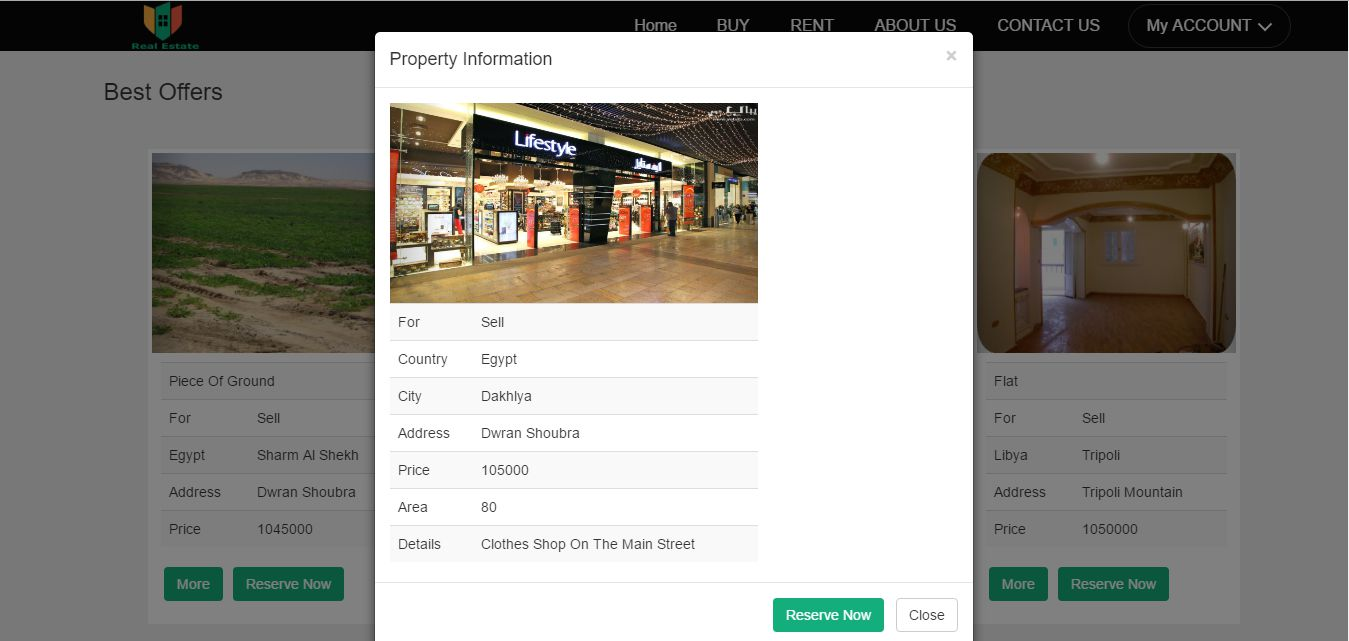 Real Estate
Home BUY RENT ABOUT US CONTACT US My ACCOUNT
Property Information ×
Best Offers
Lifestyle
For Sell
Country Egypt
City Dakhlya
Address Dwran Shoubra
Price 105000
Area 80
Details Clothes Shop On The Main Street
Reserve Now Close
Piece Of Ground
For Sell
Egypt Sharm Al Shekh
Address Dwran Shoubra
Price 1045000
More Reserve Now
Flat
For Sell
Libya Tripoli
Address Tripoli Mountain
Price 1050000
More Reserve Now